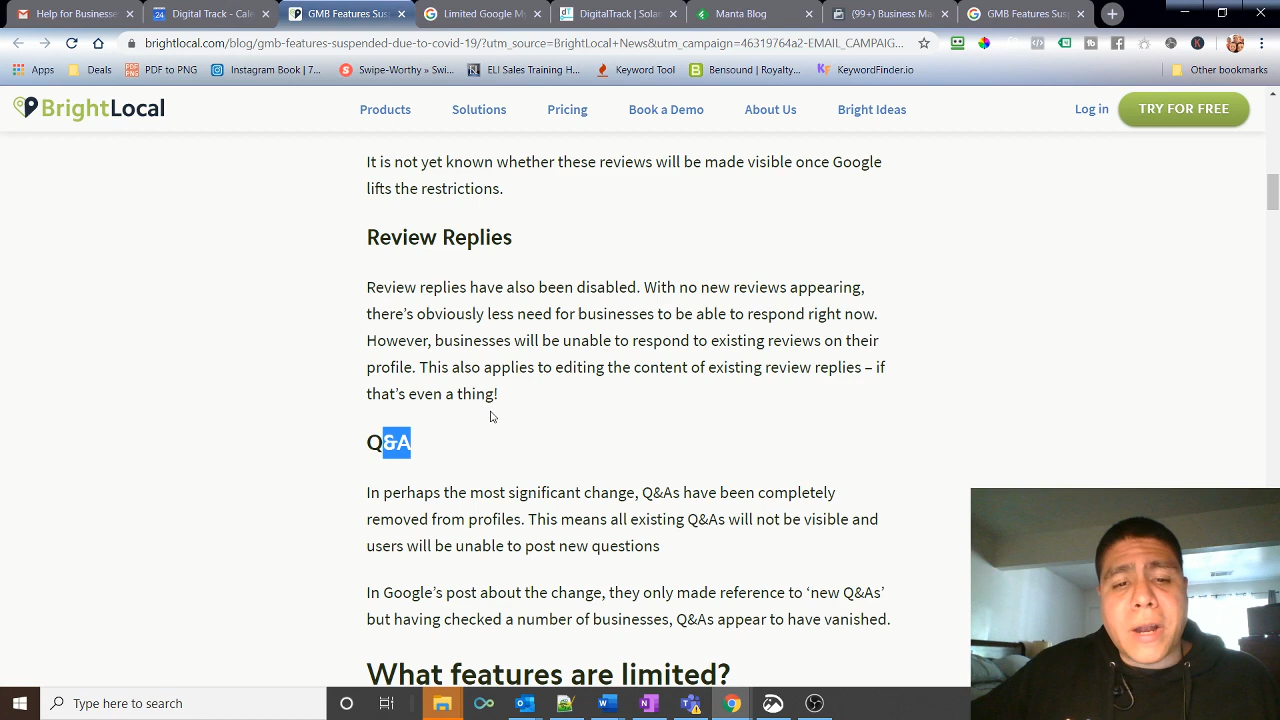 Help for Businesse
Digital Track - Cale
GMB Features Sus
Limited Google M
DigitalTrack | Solar
Manta Blog
(99+) Business Ma
GMB Features Sus
brightlocal.com/blog/gmb-features-suspended-due-to-covid-19/?utm_source=BrightLocal+News&utm_campaign=46319764a2-EMAIL_CAMPAIG...
Apps
Deals
PDF to PNG
Instagram Book | 7...
Swipe-Worthy » Swi...
ELI Sales Training H...
Keyword Tool
Bensound | Royalty...
KeywordFinder.io
Other bookmarks
BrightLocal
Products
Solutions
Pricing
Book a Demo
About Us
Bright Ideas
Log in
TRY FOR FREE
It is not yet known whether these reviews will be made visible once Google
lifts the restrictions.
Review Replies
Review replies have also been disabled. With no new reviews appearing,
there's obviously less need for businesses to be able to respond right now.
However, businesses will be unable to respond to existing reviews on their
profile. This also applies to editing the content of existing review replies – if
that's even a thing!
Q&A
In perhaps the most significant change, Q&As have been completely
removed from profiles. This means all existing Q&As will not be visible and
users will be unable to post new questions
In Google's post about the change, they only made reference to 'new Q&As'
but having checked a number of businesses, Q&As appear to have vanished.
What features are limited?
Type here to search